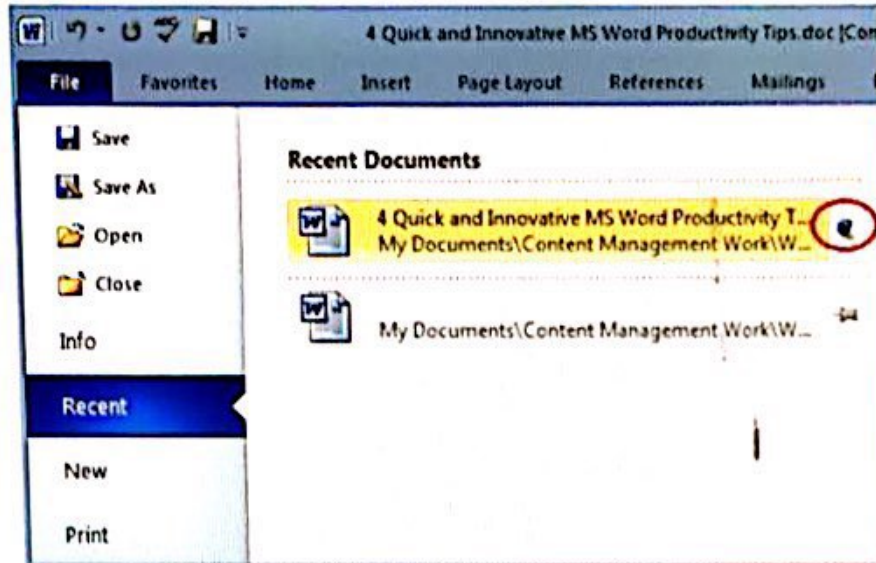 4 Quick and Innovative MS Word Productivity Tips.doc [Con
File Favorites Home Insert Page Layout References Mailings
Save
Save As
Open
Close
Info
Recent
New
Print
Recent Documents
4 Quick and Innovative MS Word Productivity T...
My Documents\Content Management Work\W...
My Documents\Content Management Work\W...